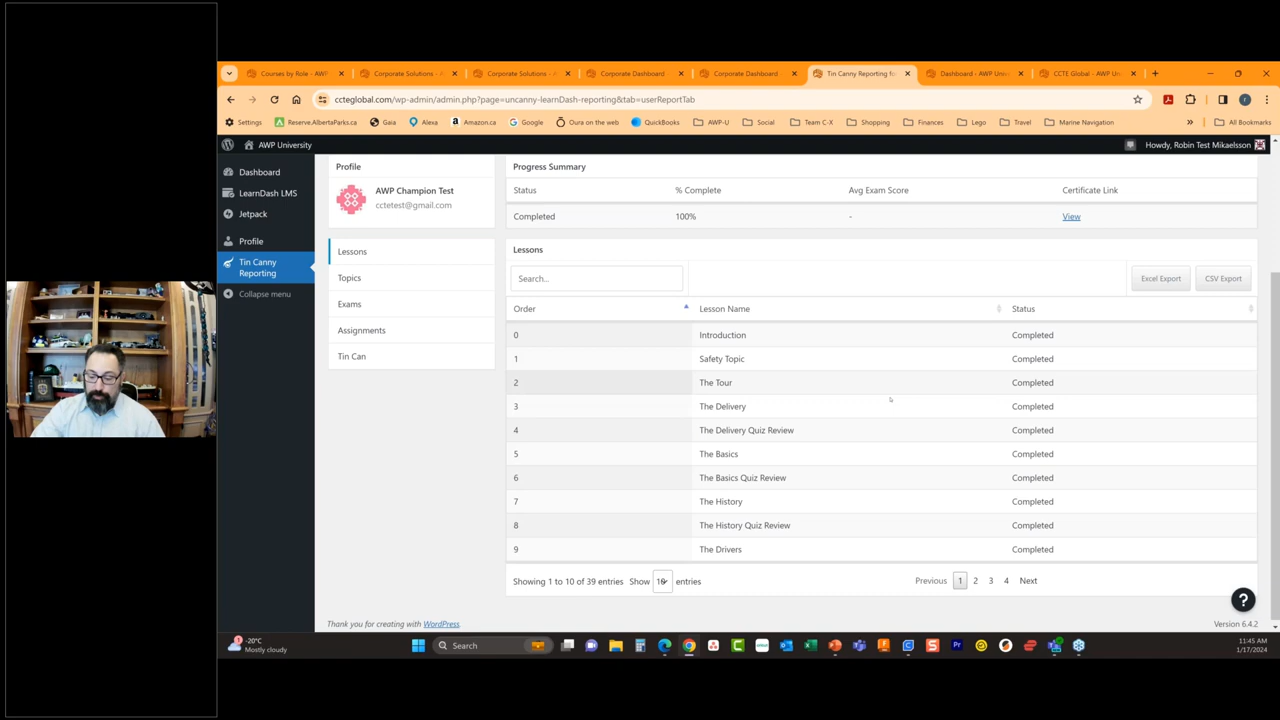 Courses by Role - AWP
Corporate Solutions - A
Corporate Solutions - A
Corporate Dashboard
Corporate Dashboard
Tin Canny Reporting fo
Dashboard ‹ AWP Unive
CCTE Global - AWP Un
ccteglobal.com/wp-admin/admin.php?page=uncanny-learnDash-reporting&tab=userReportTab
Settings
Reserve.AlbertaParks.ca
Gaia
Alexa
Amazon.ca
Google
Oura on the web
QuickBooks
AWP-U
Social
Team C-X
Shopping
Finances
Lego
Travel
Marine Navigation
»
All Bookmarks
AWP University
Howdy, Robin Test Mikaelsson
Dashboard
LearnDash LMS
Jetpack
Profile
Tin Canny
Reporting
Collapse menu
Profile
AWP Champion Test
cctetest@gmail.com
Lessons
Topics
Exams
Assignments
Tin Can
Progress Summary
Status % Complete Avg Exam Score Certificate Link
Completed 100% - View
Lessons
Search...
Excel Export
CSV Export
Order Lesson Name Status
0 Introduction Completed
1 Safety Topic Completed
2 The Tour Completed
3 The Delivery Completed
4 The Delivery Quiz Review Completed
5 The Basics Completed
6 The Basics Quiz Review Completed
7 The History Completed
8 The History Quiz Review Completed
9 The Drivers Completed
Showing 1 to 10 of 39 entries Show 10 entries
Previous 1 2 3 4 Next
?
Thank you for creating with WordPress.
Version 6.4.2
-20°C
Mostly cloudy
Search
11:45 AM
1/17/2024